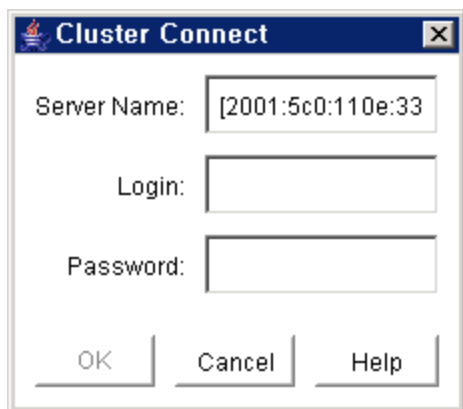 Cluster Connect
Server Name: [2001:5c0:110e:33
Login:
Password:
OK Cancel Help